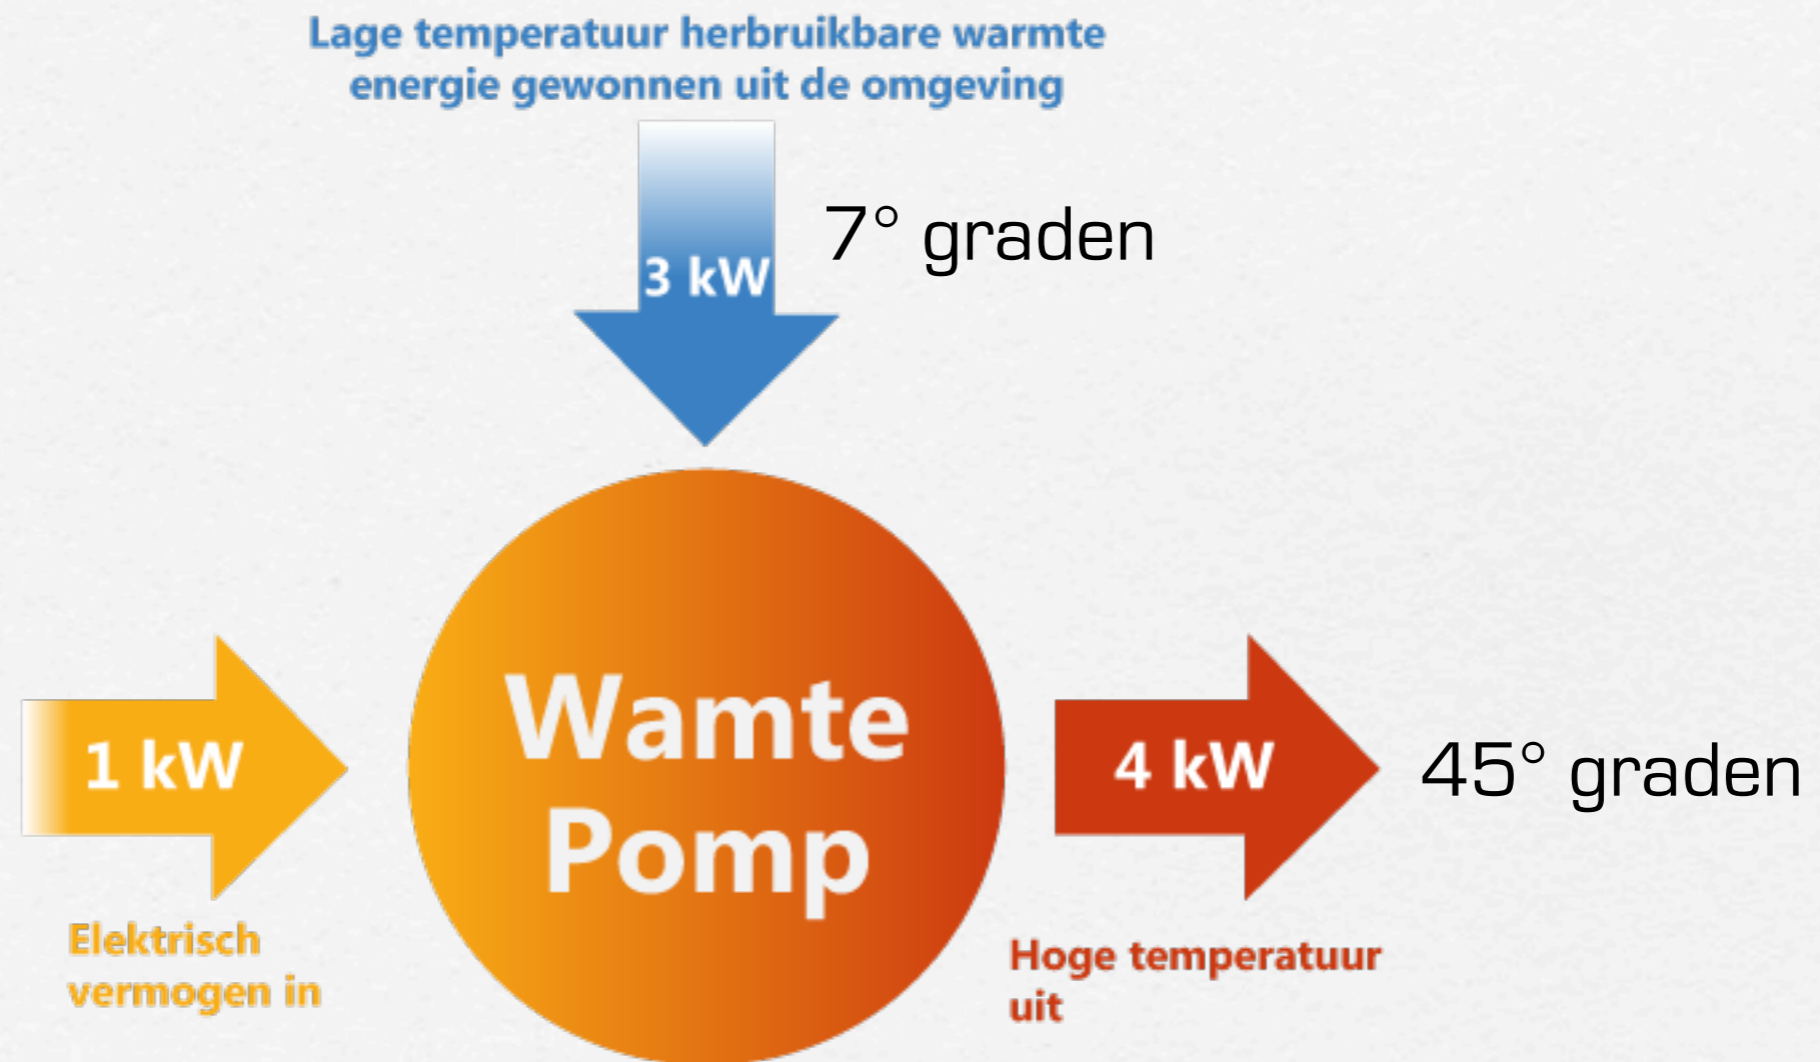 Lage temperatuur herbruikbare warmte
energie gewonnen uit de omgeving
3 kW
7° graden
1 kW
Wamte
Pomp
4 kW
45° graden
Elektrisch
vermogen in
Hoge temperatuur
uit